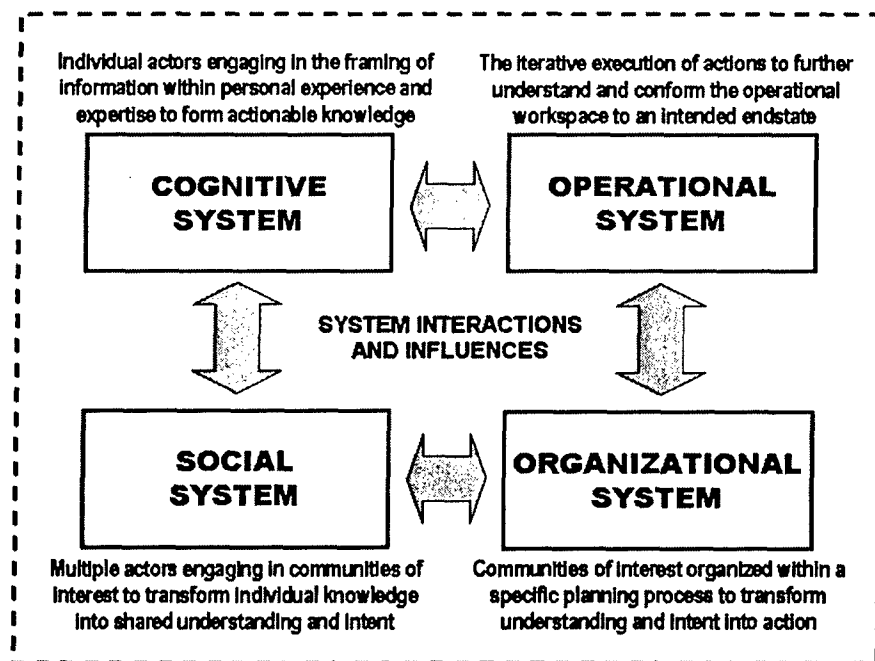 Individual actors engaging in the framing of
information within personal experience and
expertise to form actionable knowledge
The iterative execution of actions to further
understand and conform the operational
workspace to an intended endstate
COGNITIVE
SYSTEM
OPERATIONAL
SYSTEM
SYSTEM INTERACTIONS
AND INFLUENCES
SOCIAL
SYSTEM
ORGANIZATIONAL
SYSTEM
Multiple actors engaging in communities of
interest to transform individual knowledge
into shared understanding and intent
Communities of interest organized within a
specific planning process to transform
understanding and intent into action